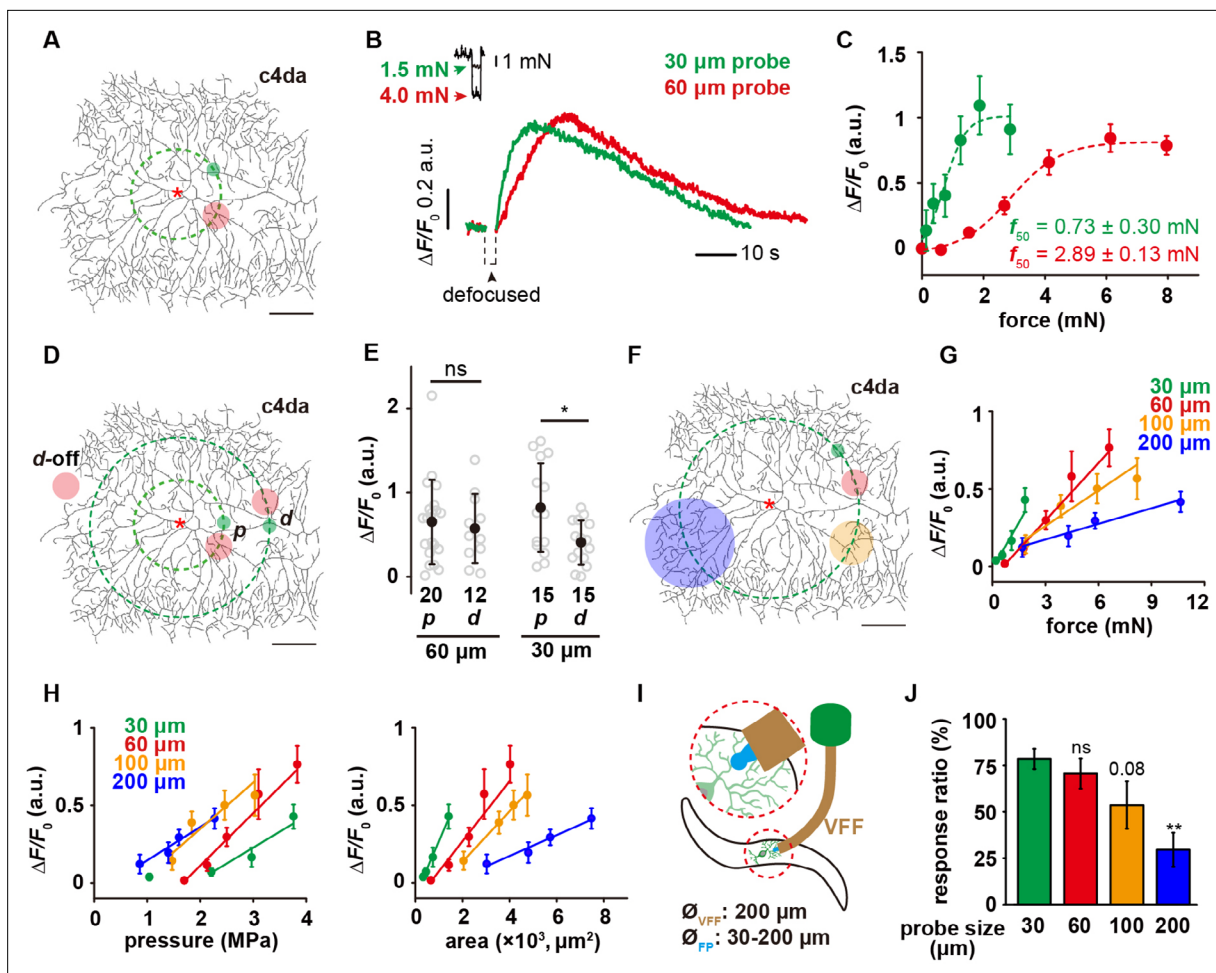 A
c4da
*
B
1 mN
1.5 mN
4.0 mN
30 µm probe
60 µm probe
ΔF/F0 0.2 a.u.
10 s
defocused
C
ΔF/F0 (a.u.)
1.5
1
0.5
0
f50 = 0.73 ± 0.30 mN
f50 = 2.89 ± 0.13 mN
0 2 4 6 8
force (mN)
D
c4da
d-off
*
p
d
E
ns
*
ΔF/F0 (a.u.)
2
1
0
20 12 15 15
p d p d
60 µm 30 µm
F
c4da
*
G
30 µm
60 µm
100 µm
200 µm
ΔF/F0 (a.u.)
1
0.5
0
0 3 6 9 12
force (mN)
H
30 µm
60 µm
100 µm
200 µm
ΔF/F0 (a.u.)
1
0.5
0
0 1 2 3 4
pressure (MPa)
ΔF/F0 (a.u.)
1
0.5
0
0 2 4 6 8
area (×10³, µm²)
I
VFF
ØVFF: 200 µm
ØFP: 30-200 µm
J
response ratio (%)
100
75
50
25
0
ns
0.08
**
probe size 30 60 100 200
(µm)